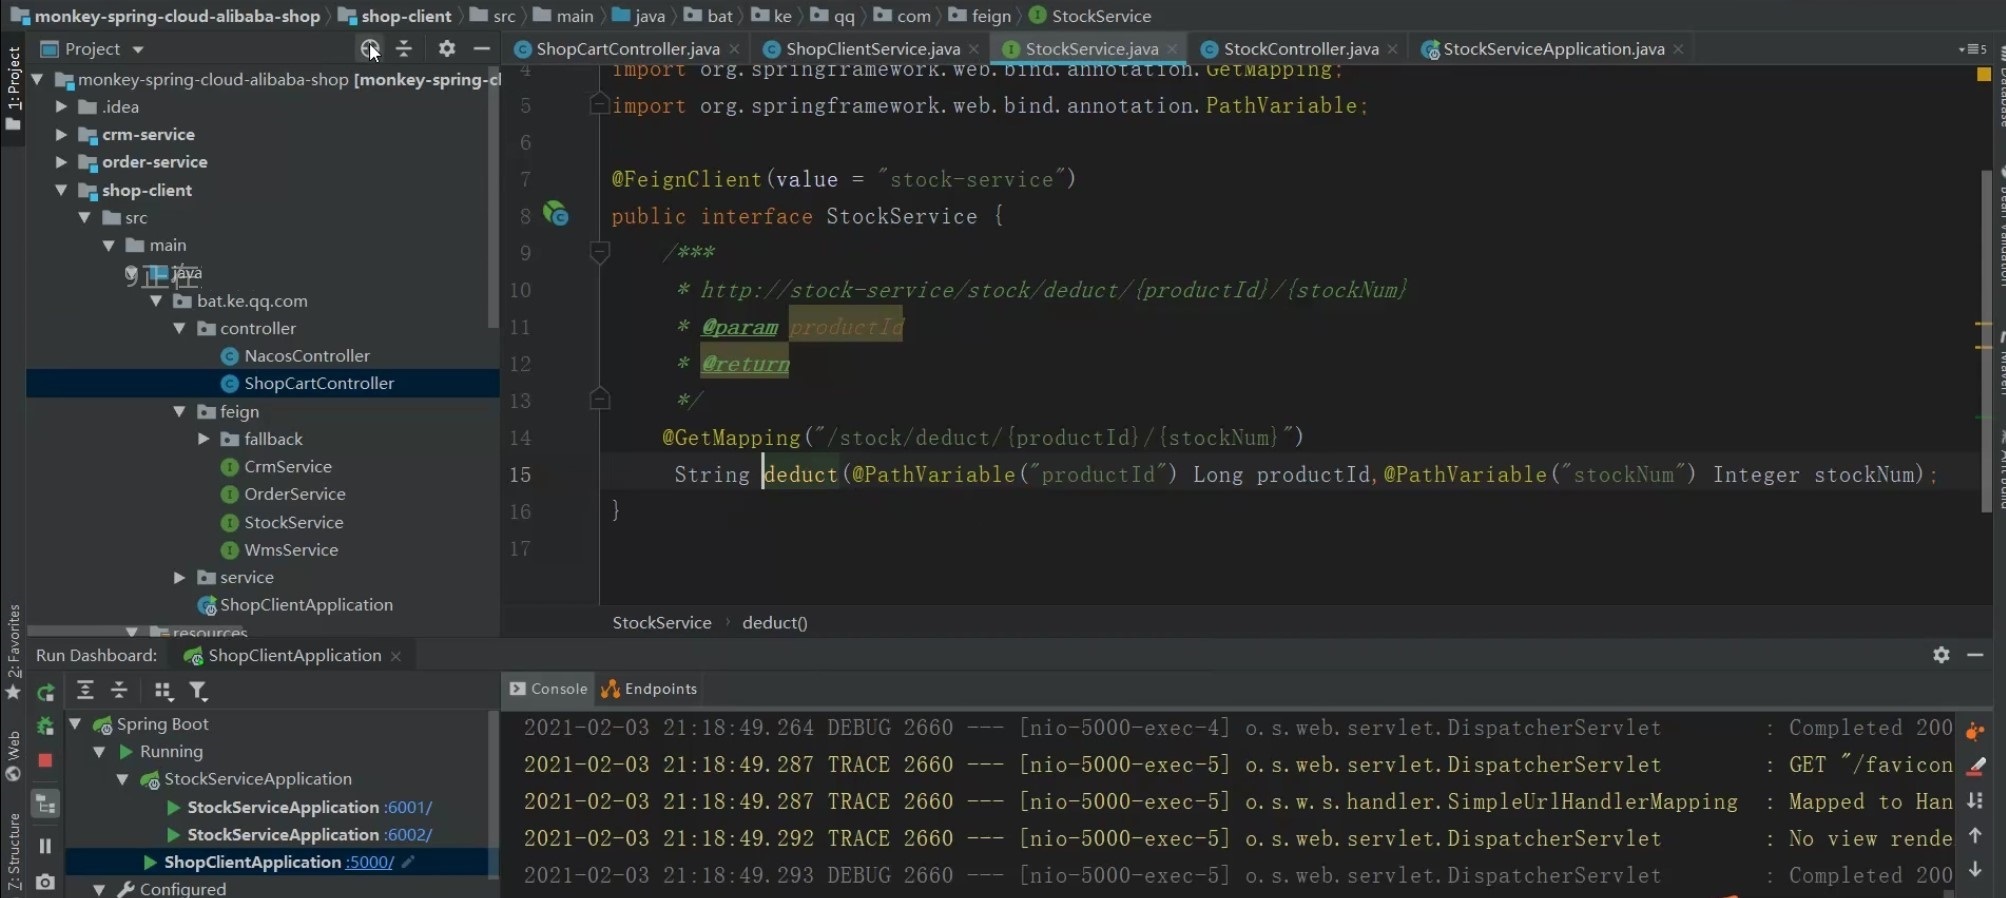 monkey-spring-cloud-alibaba-shop shop-client src main java bat ke qq com feign StockService
Project
ShopCartController.java ShopClientService.java StockService.java StockController.java StockServiceApplication.java 5
1: Project
monkey-spring-cloud-alibaba-shop [monkey-spring-cl
.idea
crm-service
order-service
shop-client
src
main
java
正在
bat.ke.qq.com
controller
NacosController
ShopCartController
feign
fallback
CrmService
OrderService
StockService
WmsService
service
ShopClientApplication
resources
4 import org.springframework.web.bind.annotation.GetMapping;
5 import org.springframework.web.bind.annotation.PathVariable;
6
7 @FeignClient(value = "stock-service")
8 public interface StockService {
9 /***
10 * http://stock-service/stock/deduct/{productId}/{stockNum}
11 * @param productId
12 * @return
13 */
14 @GetMapping("/stock/deduct/{productId}/{stockNum}")
15 String deduct(@PathVariable("productId") Long productId,@PathVariable("stockNum") Integer stockNum);
16 }
17
StockService › deduct()
Database
2: Favorites
Web
7: Structure
Run Dashboard: ShopClientApplication
Console Endpoints
Spring Boot
Running
StockServiceApplication
StockServiceApplication :6001/
StockServiceApplication :6002/
ShopClientApplication :5000/
Configured
2021-02-03 21:18:49.264 DEBUG 2660 --- [nio-5000-exec-4] o.s.web.servlet.DispatcherServlet : Completed 200
2021-02-03 21:18:49.287 TRACE 2660 --- [nio-5000-exec-5] o.s.web.servlet.DispatcherServlet : GET "/favicon
2021-02-03 21:18:49.287 TRACE 2660 --- [nio-5000-exec-5] o.s.w.s.handler.SimpleUrlHandlerMapping : Mapped to Han
2021-02-03 21:18:49.292 TRACE 2660 --- [nio-5000-exec-5] o.s.web.servlet.DispatcherServlet : No view rende
2021-02-03 21:18:49.293 DEBUG 2660 --- [nio-5000-exec-5] o.s.web.servlet.DispatcherServlet : Completed 200